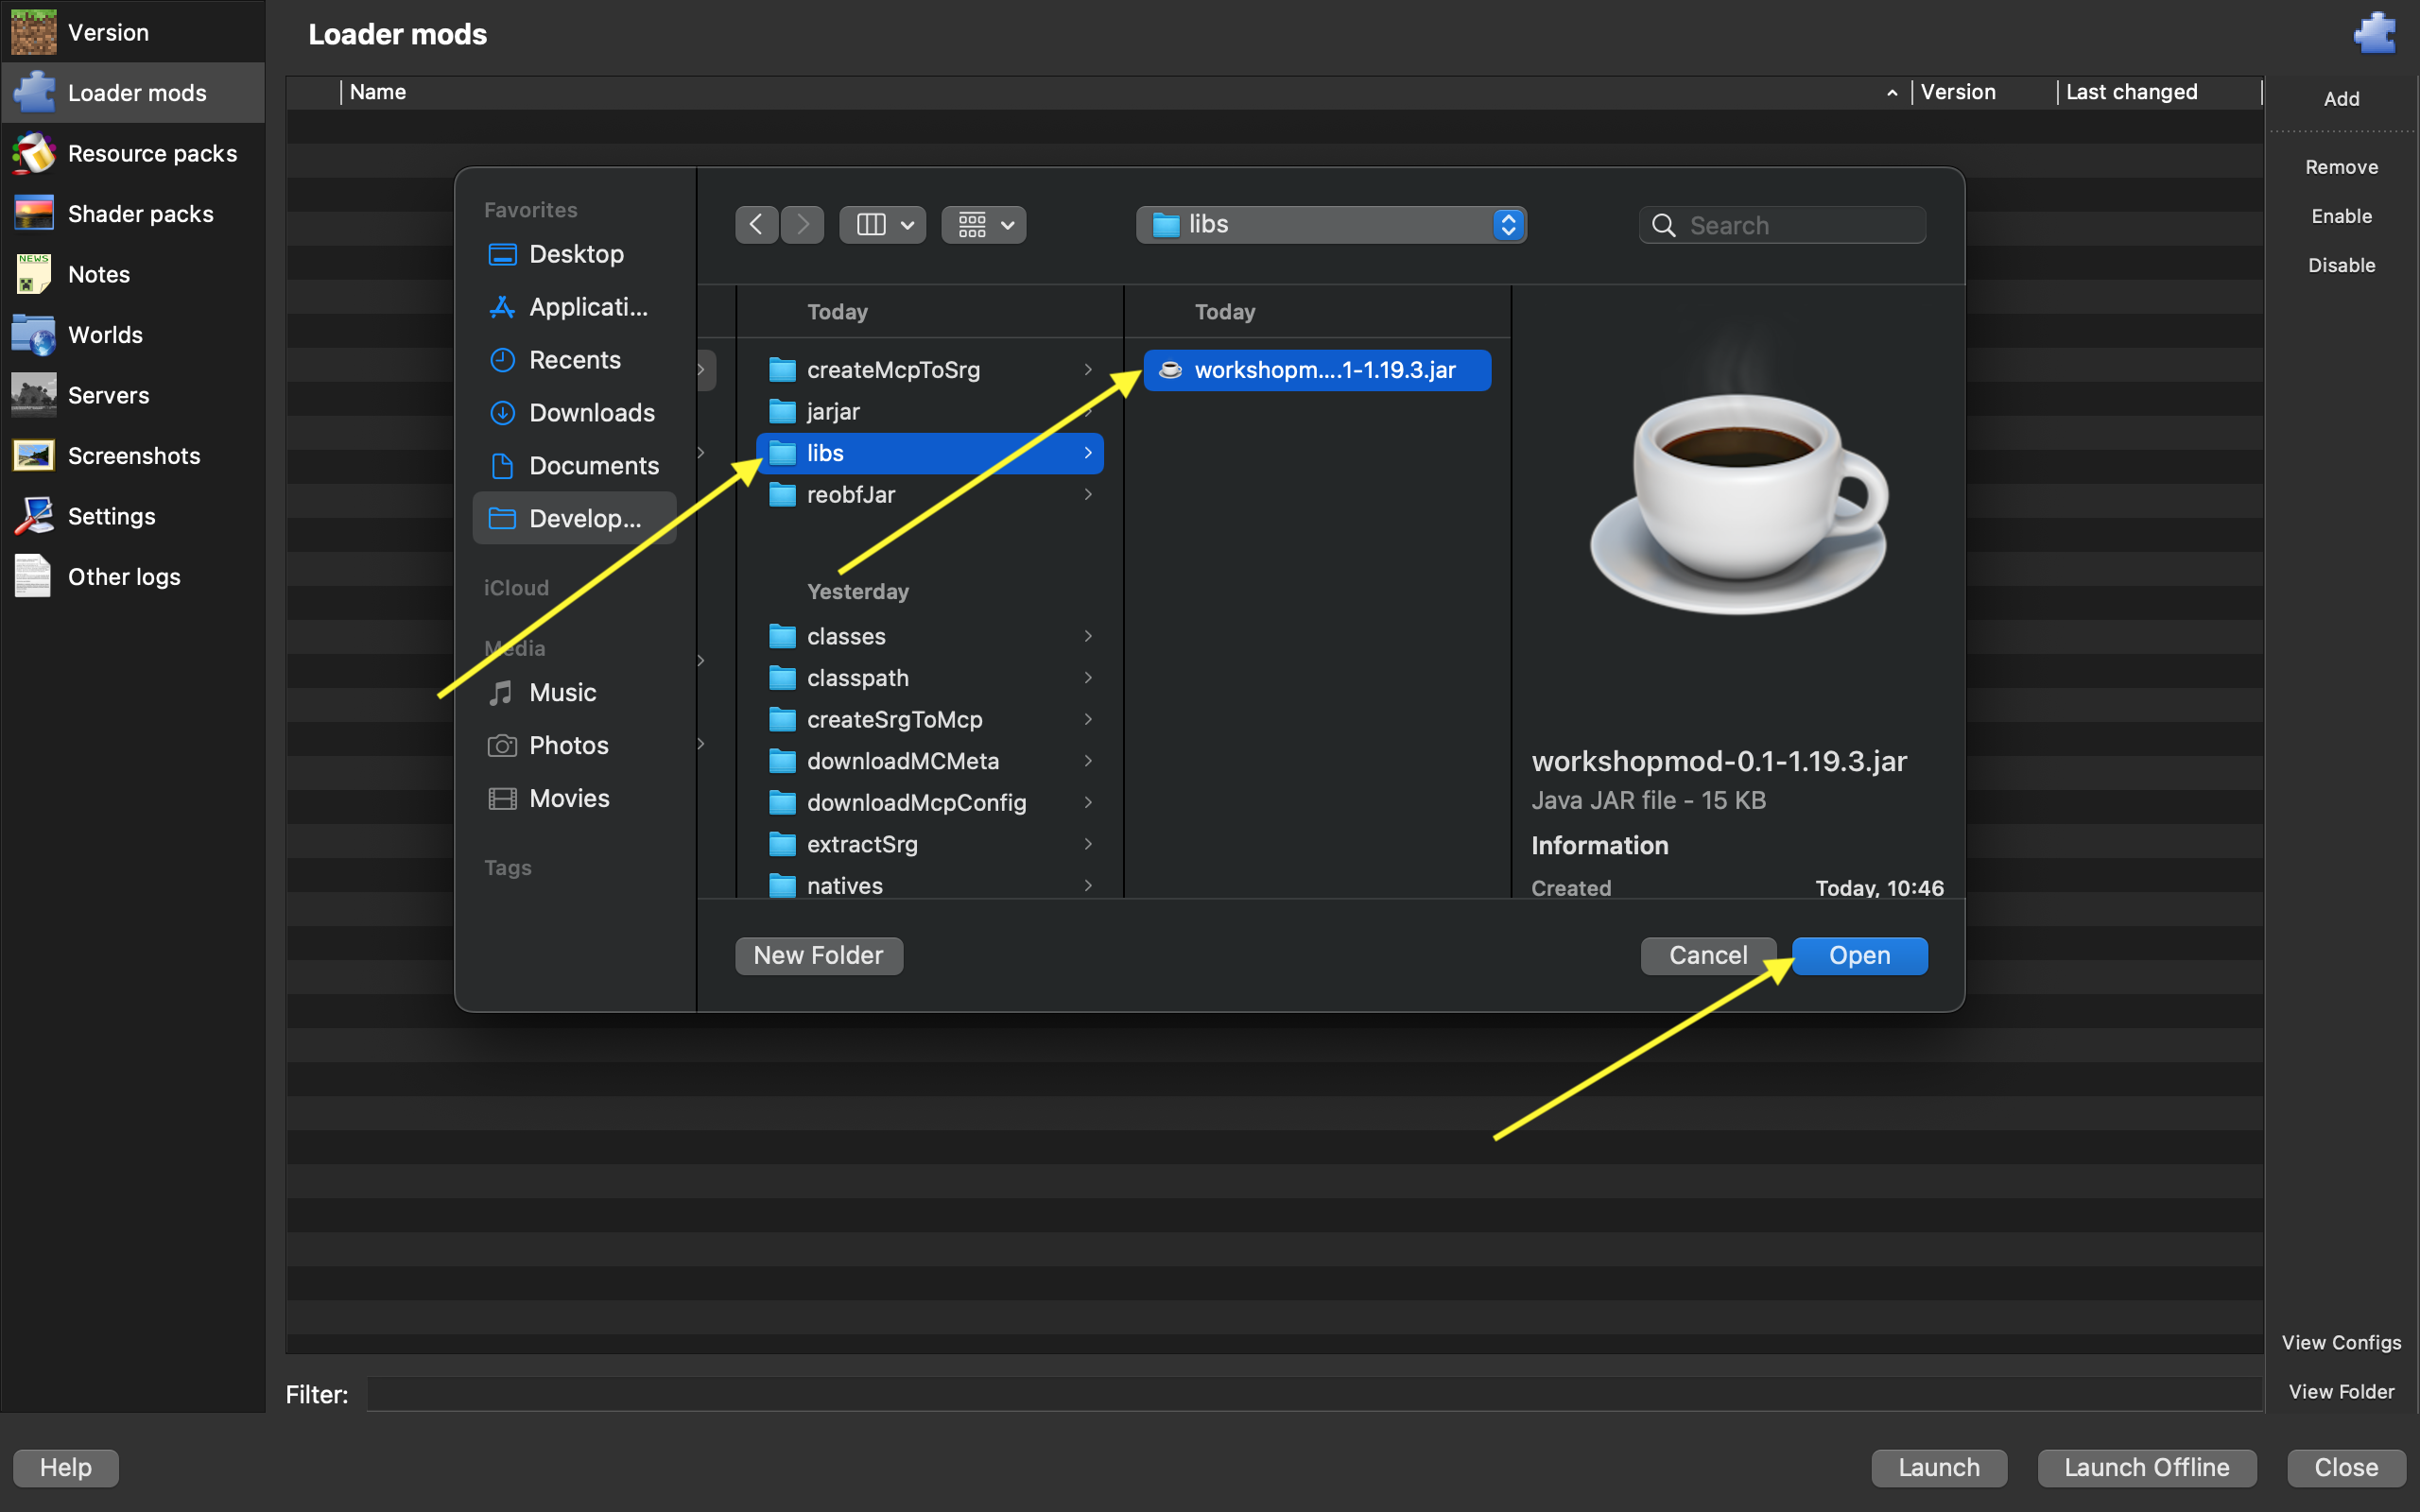 Version
Loader mods
Resource packs
Shader packs
NEWS
Notes
Worlds
Servers
Screenshots
Settings
Other logs
Loader mods
Name
Version
Last changed
Add
Remove
Enable
Disable
View Configs
View Folder
Favorites
Desktop
Applicati...
Recents
Downloads
Documents
Develop...
iCloud
Media
Music
Photos
Movies
Tags
libs
Search
Today
createMcpToSrg
jarjar
libs
reobfJar
Yesterday
classes
classpath
createSrgToMcp
downloadMCMeta
downloadMcpConfig
extractSrg
natives
Today
workshopm....1-1.19.3.jar
workshopmod-0.1-1.19.3.jar
Java JAR file - 15 KB
Information
Created Today, 10:46
New Folder
Cancel
Open
Filter:
Help
Launch
Launch Offline
Close